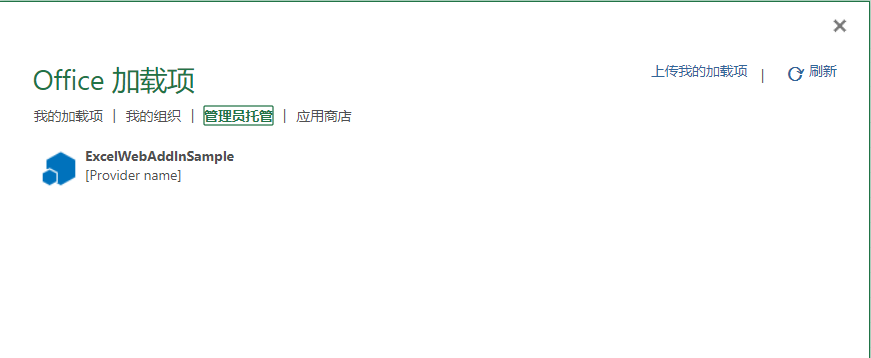 Office 加载项
上传我的加载项 | 刷新
我的加载项 | 我的组织 | 管理员托管 | 应用商店
ExcelWebAddInSample
[Provider name]